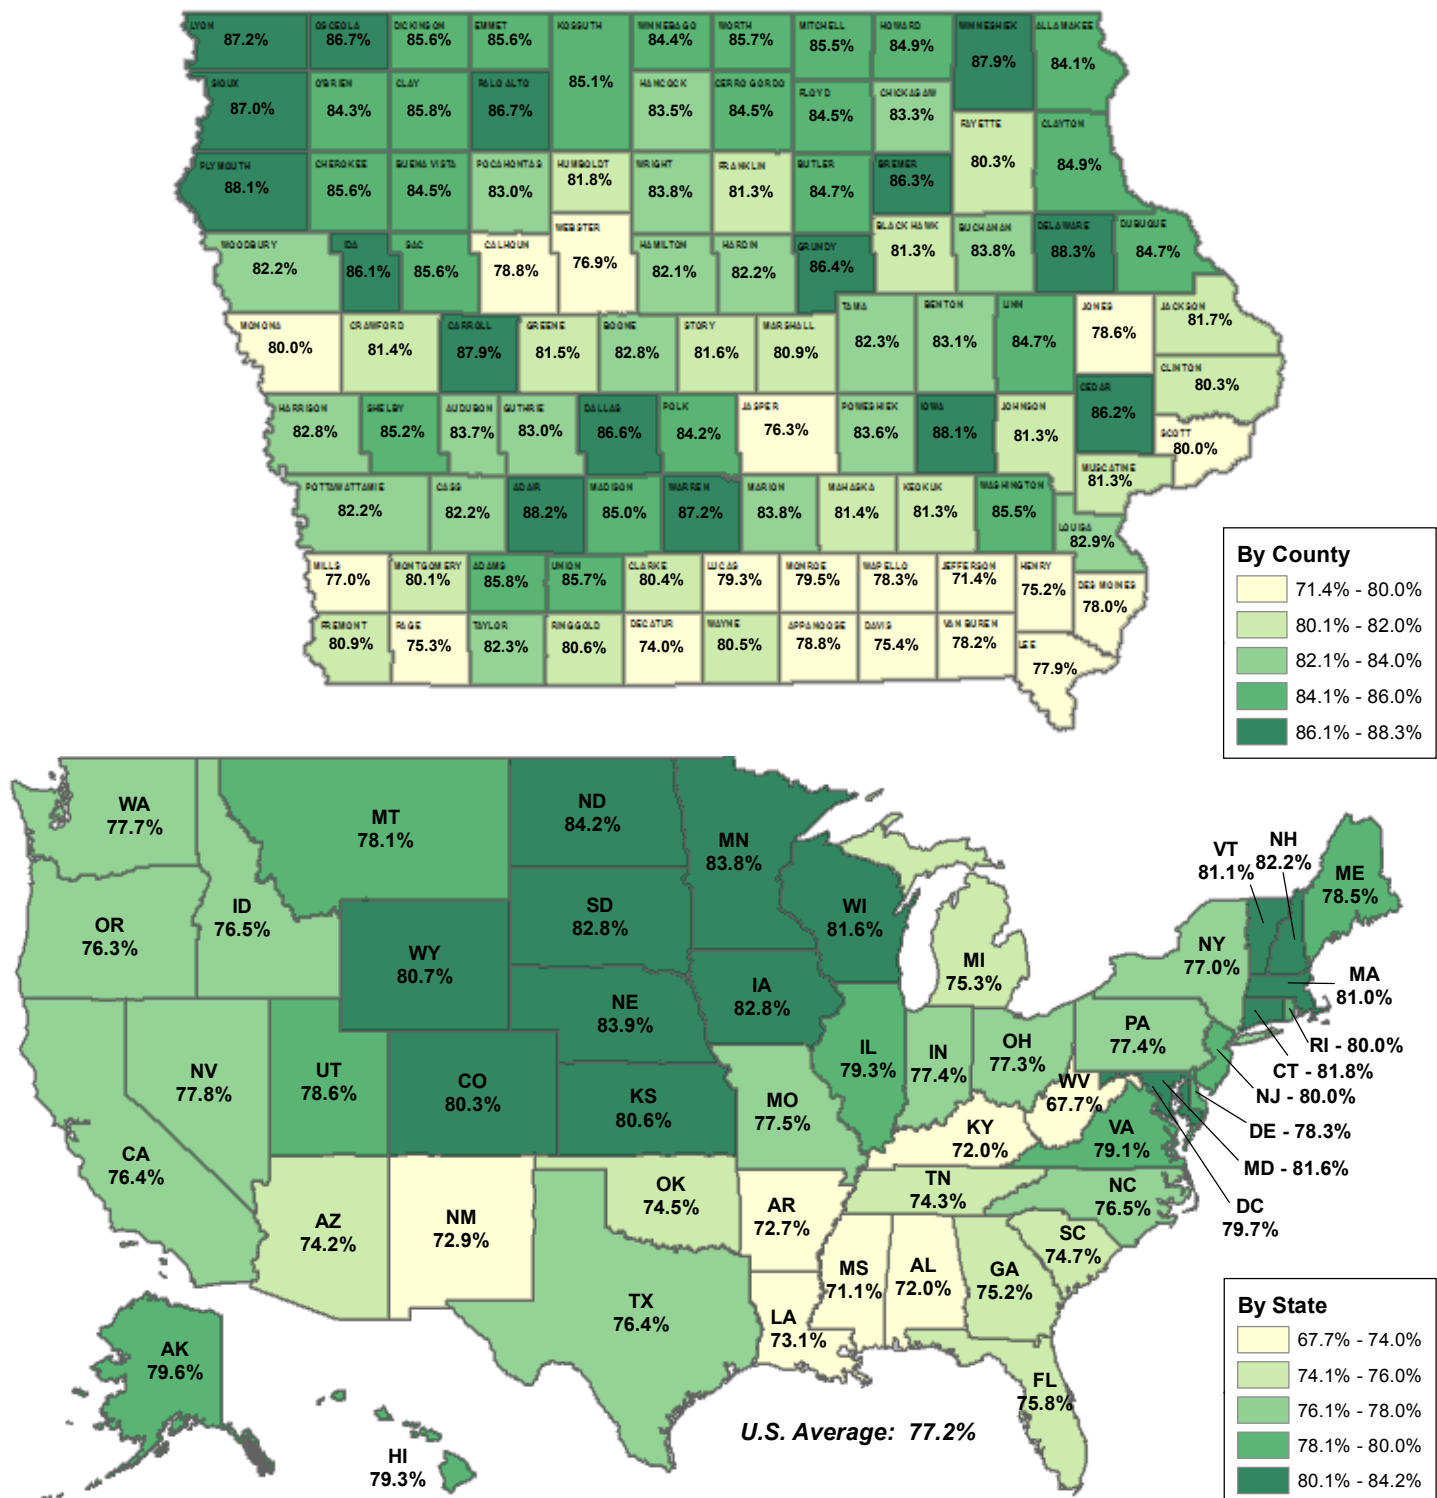 LYON
87.2%
OSCEOLA
86.7%
DICKINSON
85.6%
EMMET
85.6%
KOSSUTH
85.1%
WINNEBAGO
84.4%
WORTH
85.7%
MITCHELL
85.5%
HOWARD
84.9%
WINNESHIEK
87.9%
ALLAMAKEE
84.1%
SIOUX
87.0%
O'BRIEN
84.3%
CLAY
85.8%
PALO ALTO
86.7%
HANCOCK
83.5%
CERRO GORDO
84.5%
FLOYD
84.5%
CHICKASAW
83.3%
FAYETTE
80.3%
CLAYTON
84.9%
PLYMOUTH
88.1%
CHEROKEE
85.6%
BUENA VISTA
84.5%
POCAHONTAS
83.0%
HUMBOLDT
81.8%
WRIGHT
83.8%
FRANKLIN
81.3%
BUTLER
84.7%
BREMER
86.3%
WOODBURY
82.2%
IDA
86.1%
SAC
85.6%
CALHOUN
78.8%
WEBSTER
76.9%
HAMILTON
82.1%
HARDIN
82.2%
GRUNDY
86.4%
BLACK HAWK
81.3%
BUCHANAN
83.8%
DELAWARE
88.3%
DUBUQUE
84.7%
MONONA
80.0%
CRAWFORD
81.4%
CARROLL
87.9%
GREENE
81.5%
BOONE
82.8%
STORY
81.6%
MARSHALL
80.9%
TAMA
82.3%
BENTON
83.1%
LINN
84.7%
JONES
78.6%
JACKSON
81.7%
CLINTON
80.3%
CEDAR
86.2%
HARRISON
82.8%
SHELBY
85.2%
AUDUBON
83.7%
GUTHRIE
83.0%
DALLAS
86.6%
POLK
84.2%
JASPER
76.3%
POWESHIEK
83.6%
IOWA
88.1%
JOHNSON
81.3%
SCOTT
80.0%
MUSCATINE
81.3%
POTTAWATTAMIE
82.2%
CASS
82.2%
ADAIR
88.2%
MADISON
85.0%
WARREN
87.2%
MARION
83.8%
MAHASKA
81.4%
KEOKUK
81.3%
WASHINGTON
85.5%
LOUISA
82.9%
MILLS
77.0%
MONTGOMERY
80.1%
ADAMS
85.8%
UNION
85.7%
CLARKE
80.4%
LUCAS
79.3%
MONROE
79.5%
WAPELLO
78.3%
JEFFERSON
71.4%
HENRY
75.2%
DES MOINES
78.0%
FREMONT
80.9%
PAGE
75.3%
TAYLOR
82.3%
RINGGOLD
80.6%
DECATUR
74.0%
WAYNE
80.5%
APPANOOSE
78.8%
DAVIS
75.4%
VAN BUREN
78.2%
LEE
77.9%
By County
71.4% - 80.0%
80.1% - 82.0%
82.1% - 84.0%
84.1% - 86.0%
86.1% - 88.3%
WA
77.7%
MT
78.1%
ND
84.2%
MN
83.8%
VT
81.1%
NH
82.2%
ME
78.5%
OR
76.3%
ID
76.5%
WY
80.7%
SD
82.8%
WI
81.6%
MI
75.3%
NY
77.0%
MA
81.0%
NE
83.9%
IA
82.8%
NV
77.8%
UT
78.6%
CO
80.3%
KS
80.6%
MO
77.5%
IL
79.3%
IN
77.4%
OH
77.3%
PA
77.4%
RI - 80.0%
CT - 81.8%
NJ - 80.0%
DE - 78.3%
MD - 81.6%
DC
79.7%
WV
67.7%
VA
79.1%
KY
72.0%
CA
76.4%
AZ
74.2%
NM
72.9%
OK
74.5%
AR
72.7%
TN
74.3%
NC
76.5%
SC
74.7%
MS
71.1%
AL
72.0%
GA
75.2%
TX
76.4%
LA
73.1%
FL
75.8%
AK
79.6%
HI
79.3%
U.S. Average: 77.2%
By State
67.7% - 74.0%
74.1% - 76.0%
76.1% - 78.0%
78.1% - 80.0%
80.1% - 84.2%